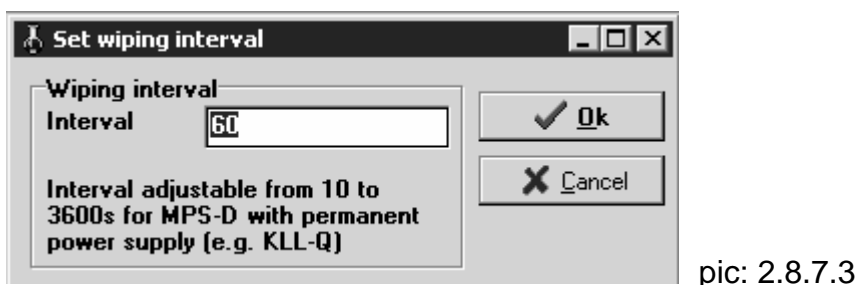 Set wiping interval
Wiping interval
Interval
60
Ok
Interval adjustable from 10 to
3600s for MPS-D with permanent
power supply (e.g. KLL-Q)
Cancel
pic: 2.8.7.3